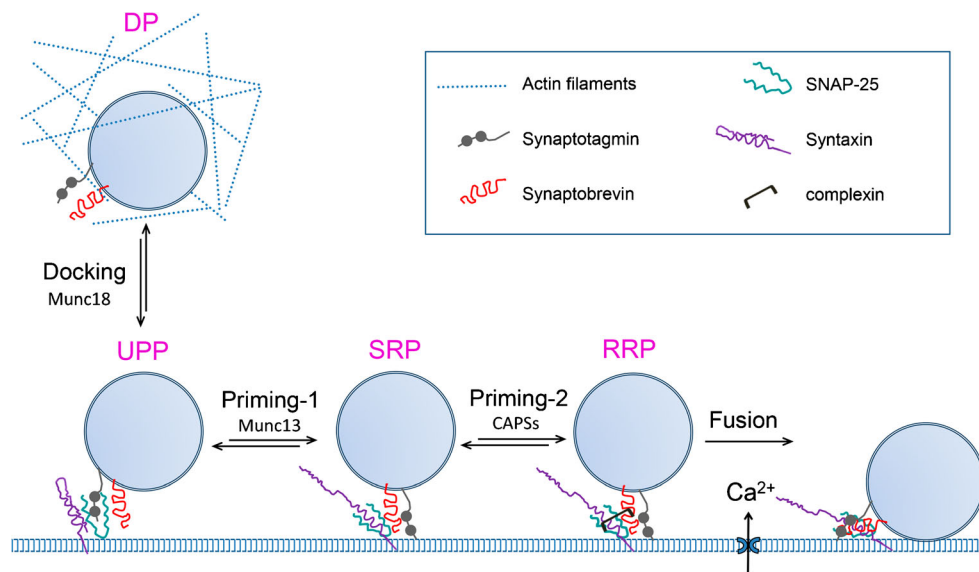 DP
Actin filaments
SNAP-25
Synaptotagmin
Syntaxin
Synaptobrevin
complexin
Docking
Munc18
UPP
SRP
RRP
Priming-1
Munc13
Priming-2
CAPSs
Fusion
Ca²⁺